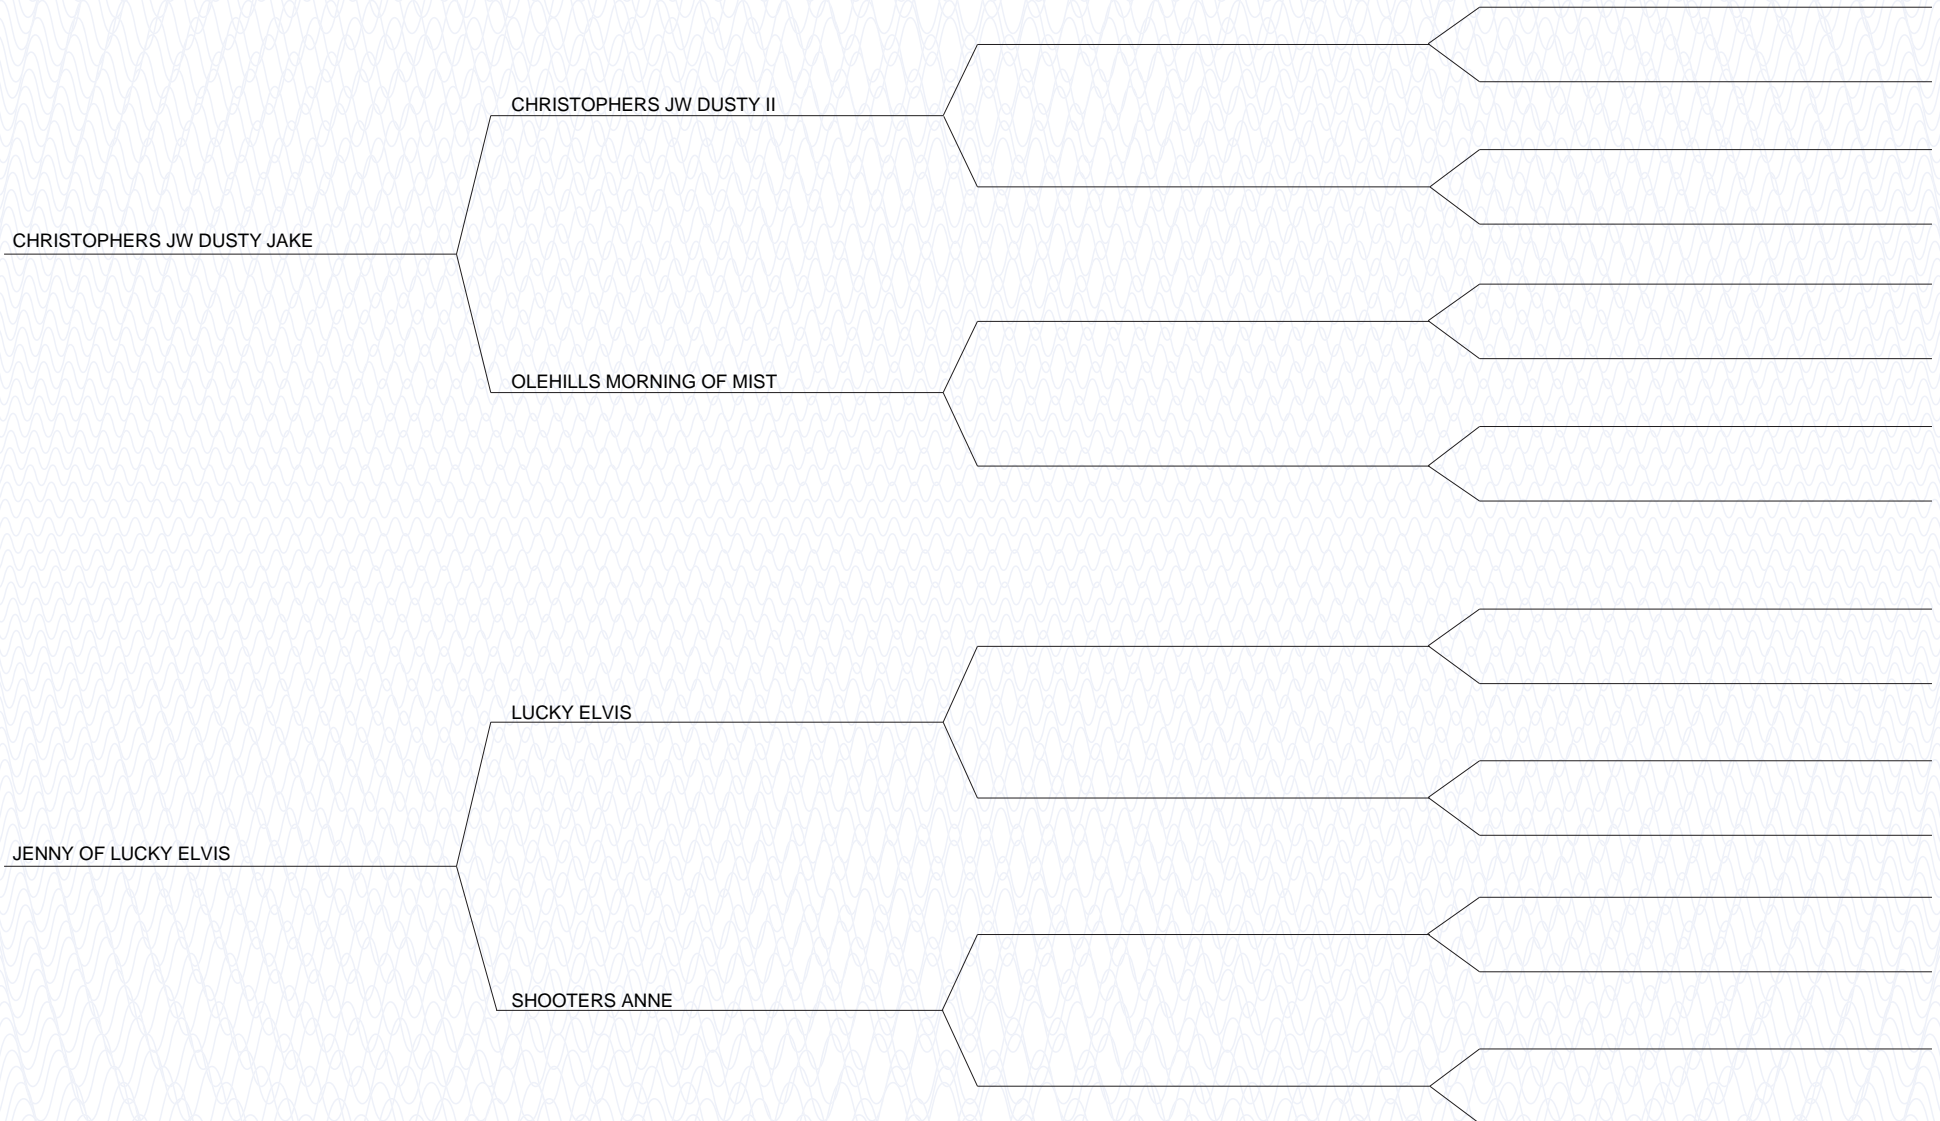 CHRISTOPHERS JW DUSTY II
CHRISTOPHERS JW DUSTY JAKE
OLEHILLS MORNING OF MIST
LUCKY ELVIS
JENNY OF LUCKY ELVIS
SHOOTERS ANNE